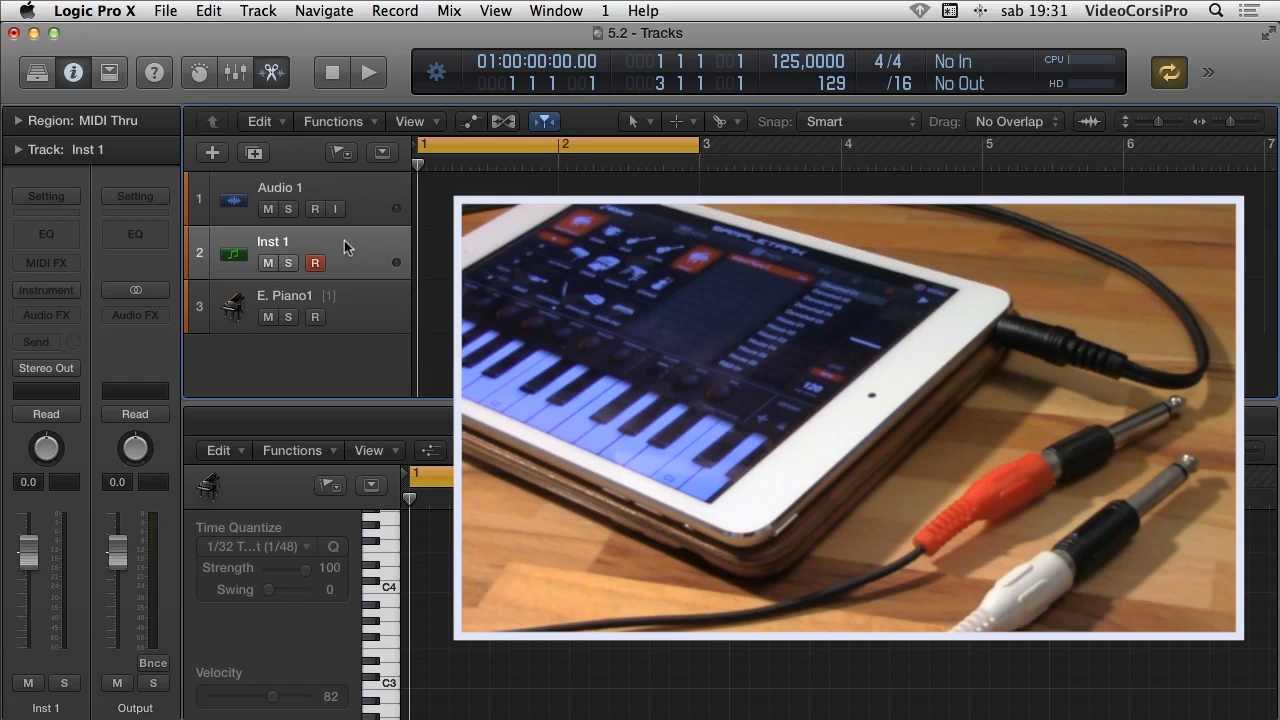 Logic Pro X File Edit Track Navigate Record Mix View Window 1 Help sab 19:31 VideoCorsiPro
5.2 - Tracks
01:00:00:00.00 001 1 1 001 125,0000 4/4 No In CPU
1 1 1 1 003 1 1 001 129 /16 No Out HD
Region: MIDI Thru
Edit Functions View Snap: Smart Drag: No Overlap
Track: Inst 1
1 2 3 4 5 6 7
1 Audio 1
M S R I
2 Inst 1
M S R
3 E. Piano1 [1]
M S R
Setting Setting
EQ EQ
MIDI FX
Instrument
Audio FX Audio FX
Send
Stereo Out
Read Read
0.0 0.0
Bnce
M S M S
Inst 1 Output
Edit Functions View
1
Time Quantize
1/32 T...t (1/48) Q
Strength 100
Swing 0
Velocity
82
C4
C3
SAMPLETANK
120